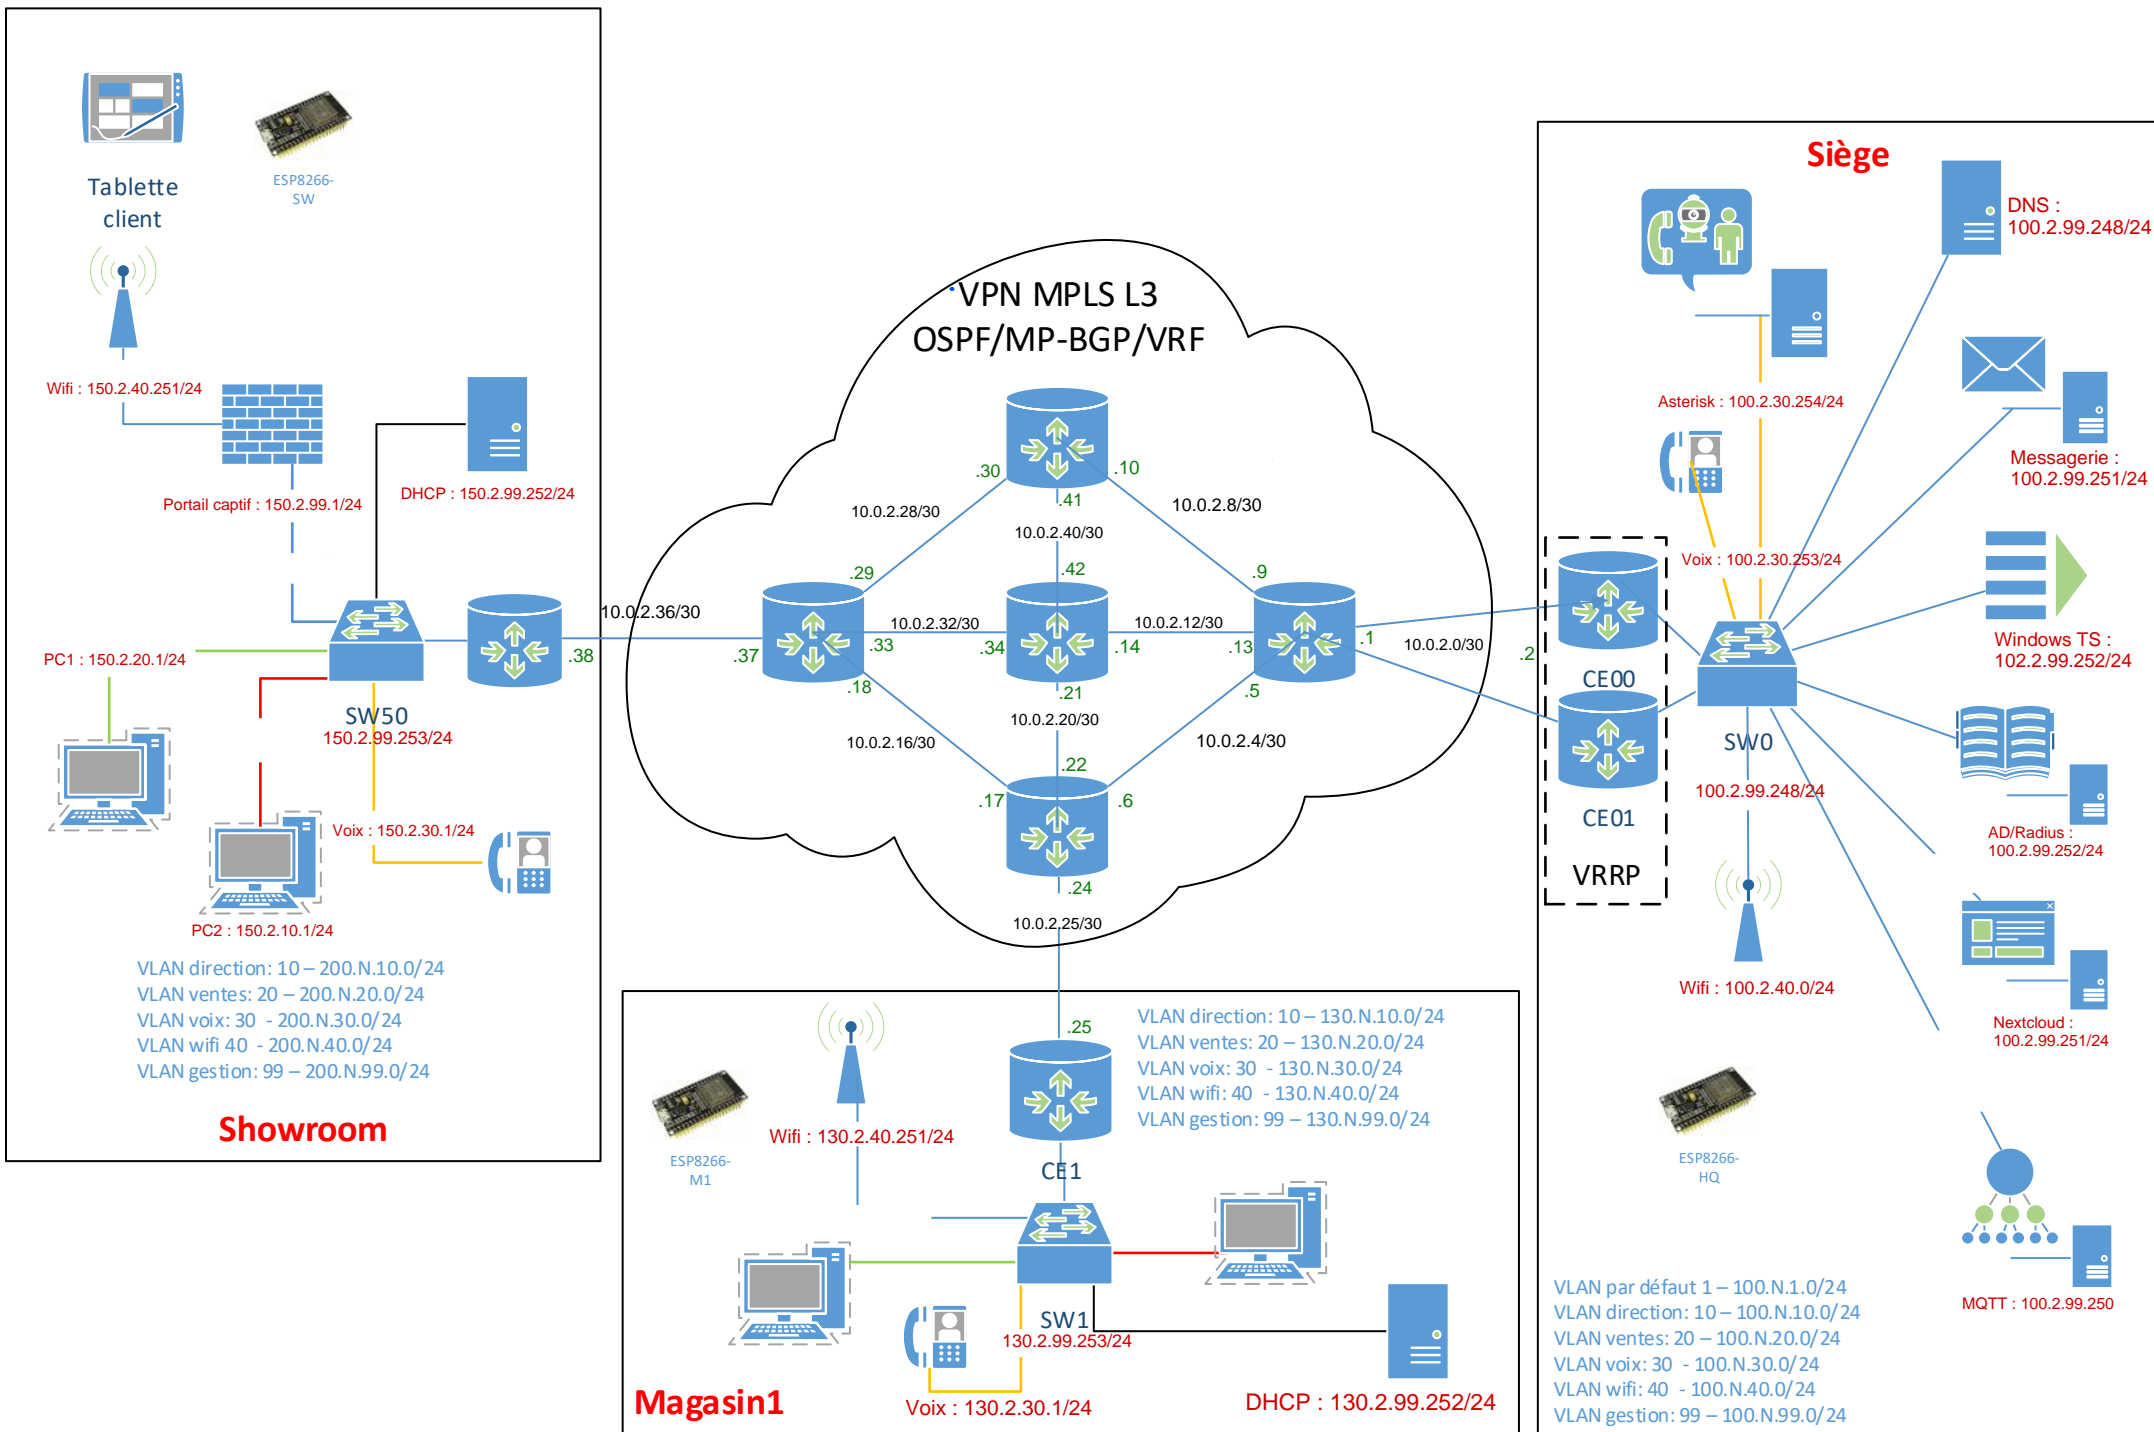 Tablette
client
ESP8266-
SW
Wifi : 150.2.40.251/24
Portail captif : 150.2.99.1/24
DHCP : 150.2.99.252/24
PC1 : 150.2.20.1/24
SW50
150.2.99.253/24
.38
Voix : 150.2.30.1/24
PC2 : 150.2.10.1/24
VLAN direction: 10 – 200.N.10.0/24
VLAN ventes: 20 – 200.N.20.0/24
VLAN voix: 30 - 200.N.30.0/24
VLAN wifi 40 - 200.N.40.0/24
VLAN gestion: 99 – 200.N.99.0/24
Showroom
VPN MPLS L3
OSPF/MP-BGP/VRF
.30
.10
.41
10.0.2.28/30
10.0.2.8/30
10.0.2.40/30
.29
.42
.9
10.0.2.36/30
10.0.2.32/30
10.0.2.12/30
.37
.33
.34
.14
.13
.1
10.0.2.0/30
.2
.18
.21
.5
10.0.2.20/30
10.0.2.16/30
10.0.2.4/30
.22
.17
.6
.24
10.0.2.25/30
.25
Wifi : 130.2.40.251/24
ESP8266-
M1
CE1
VLAN direction: 10 – 130.N.10.0/24
VLAN ventes: 20 – 130.N.20.0/24
VLAN voix: 30 - 130.N.30.0/24
VLAN wifi: 40 - 130.N.40.0/24
VLAN gestion: 99 – 130.N.99.0/24
SW1
130.2.99.253/24
Magasin1
Voix : 130.2.30.1/24
DHCP : 130.2.99.252/24
Siège
DNS :
100.2.99.248/24
Asterisk : 100.2.30.254/24
Messagerie :
100.2.99.251/24
Voix : 100.2.30.253/24
Windows TS :
102.2.99.252/24
CE00
CE01
VRRP
SW0
100.2.99.248/24
AD/Radius :
100.2.99.252/24
Wifi : 100.2.40.0/24
Nextcloud :
100.2.99.251/24
ESP8266-
HQ
MQTT : 100.2.99.250
VLAN par défaut 1 – 100.N.1.0/24
VLAN direction: 10 – 100.N.10.0/24
VLAN ventes: 20 – 100.N.20.0/24
VLAN voix: 30 - 100.N.30.0/24
VLAN wifi: 40 - 100.N.40.0/24
VLAN gestion: 99 – 100.N.99.0/24